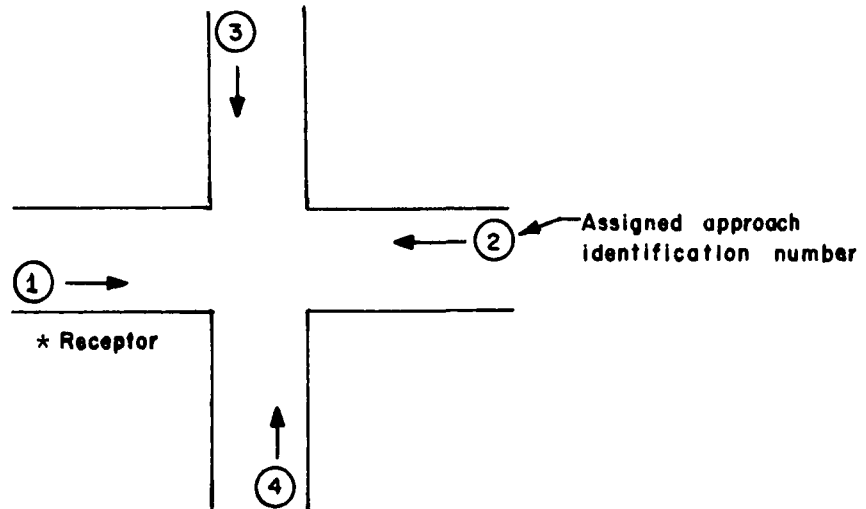 3
2
Assigned approach
identification number
1
* Receptor
4